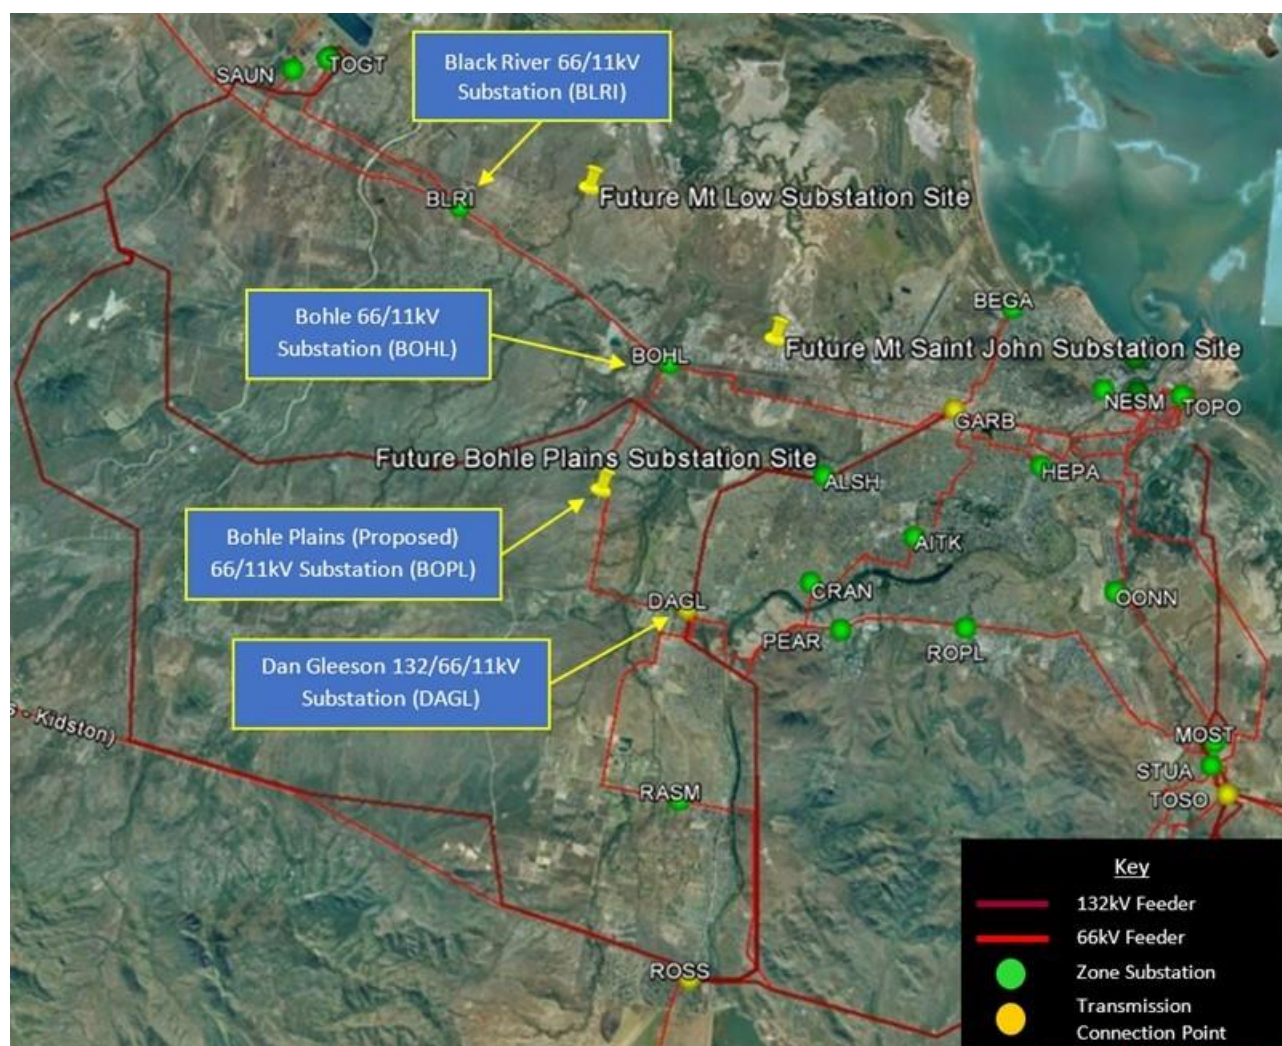 SAUN
TOGT
Black River 66/11kV
Substation (BLRI)
BLRI
Future Mt Low Substation Site
Bohle 66/11kV
Substation (BOHL)
BEGA
BOHL
Future Mt Saint John Substation Site
NESM
TOPO
GARB
Future Bohle Plains Substation Site
ALSH
HEPA
Bohle Plains (Proposed)
66/11kV Substation (BOPL)
AITK
CRAN
OONN
DAGL
PEAR
ROPL
Dan Gleeson 132/66/11kV
Substation (DAGL)
s - Kidston)
MOST
STUA
TOSO
RASM
ROSS
Key
132kV Feeder
66kV Feeder
Zone Substation
Transmission
Connection Point